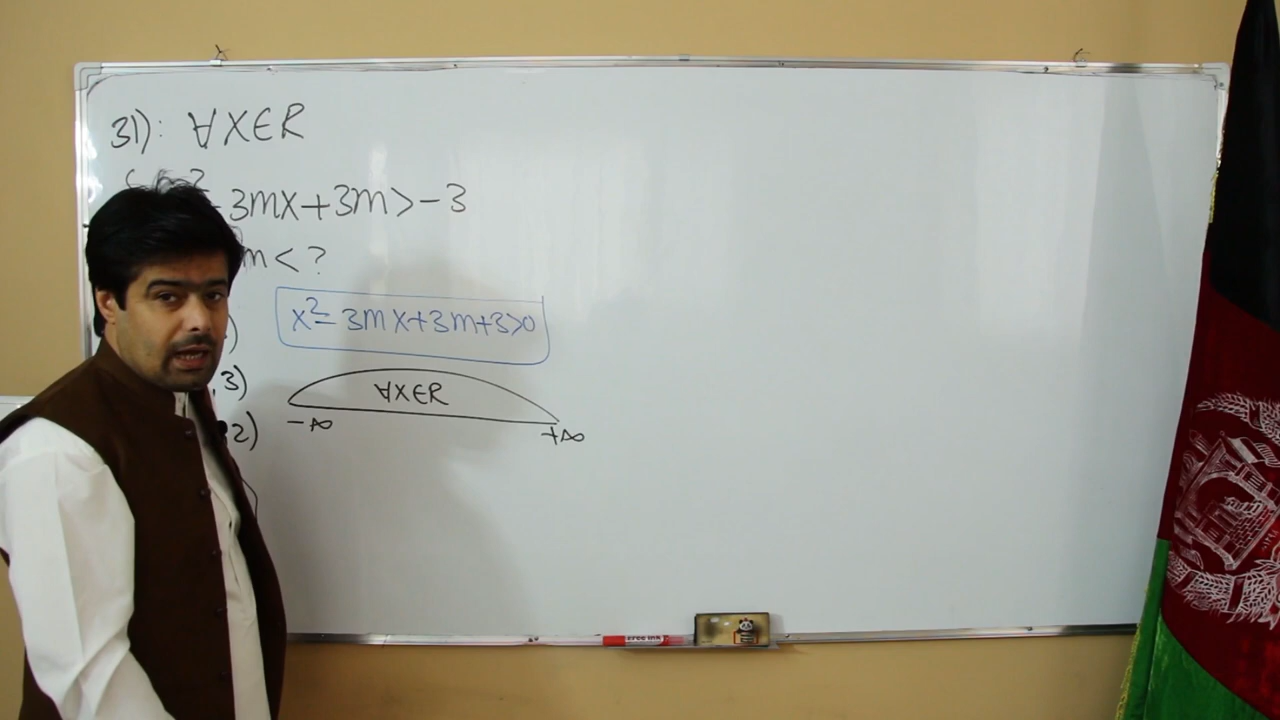 31): ∀X∈R
- 3mx+3m>-3
m<?
x²- 3mx+3m+3>0
)
,3)
∀X∈R
-∞
+∞
2)